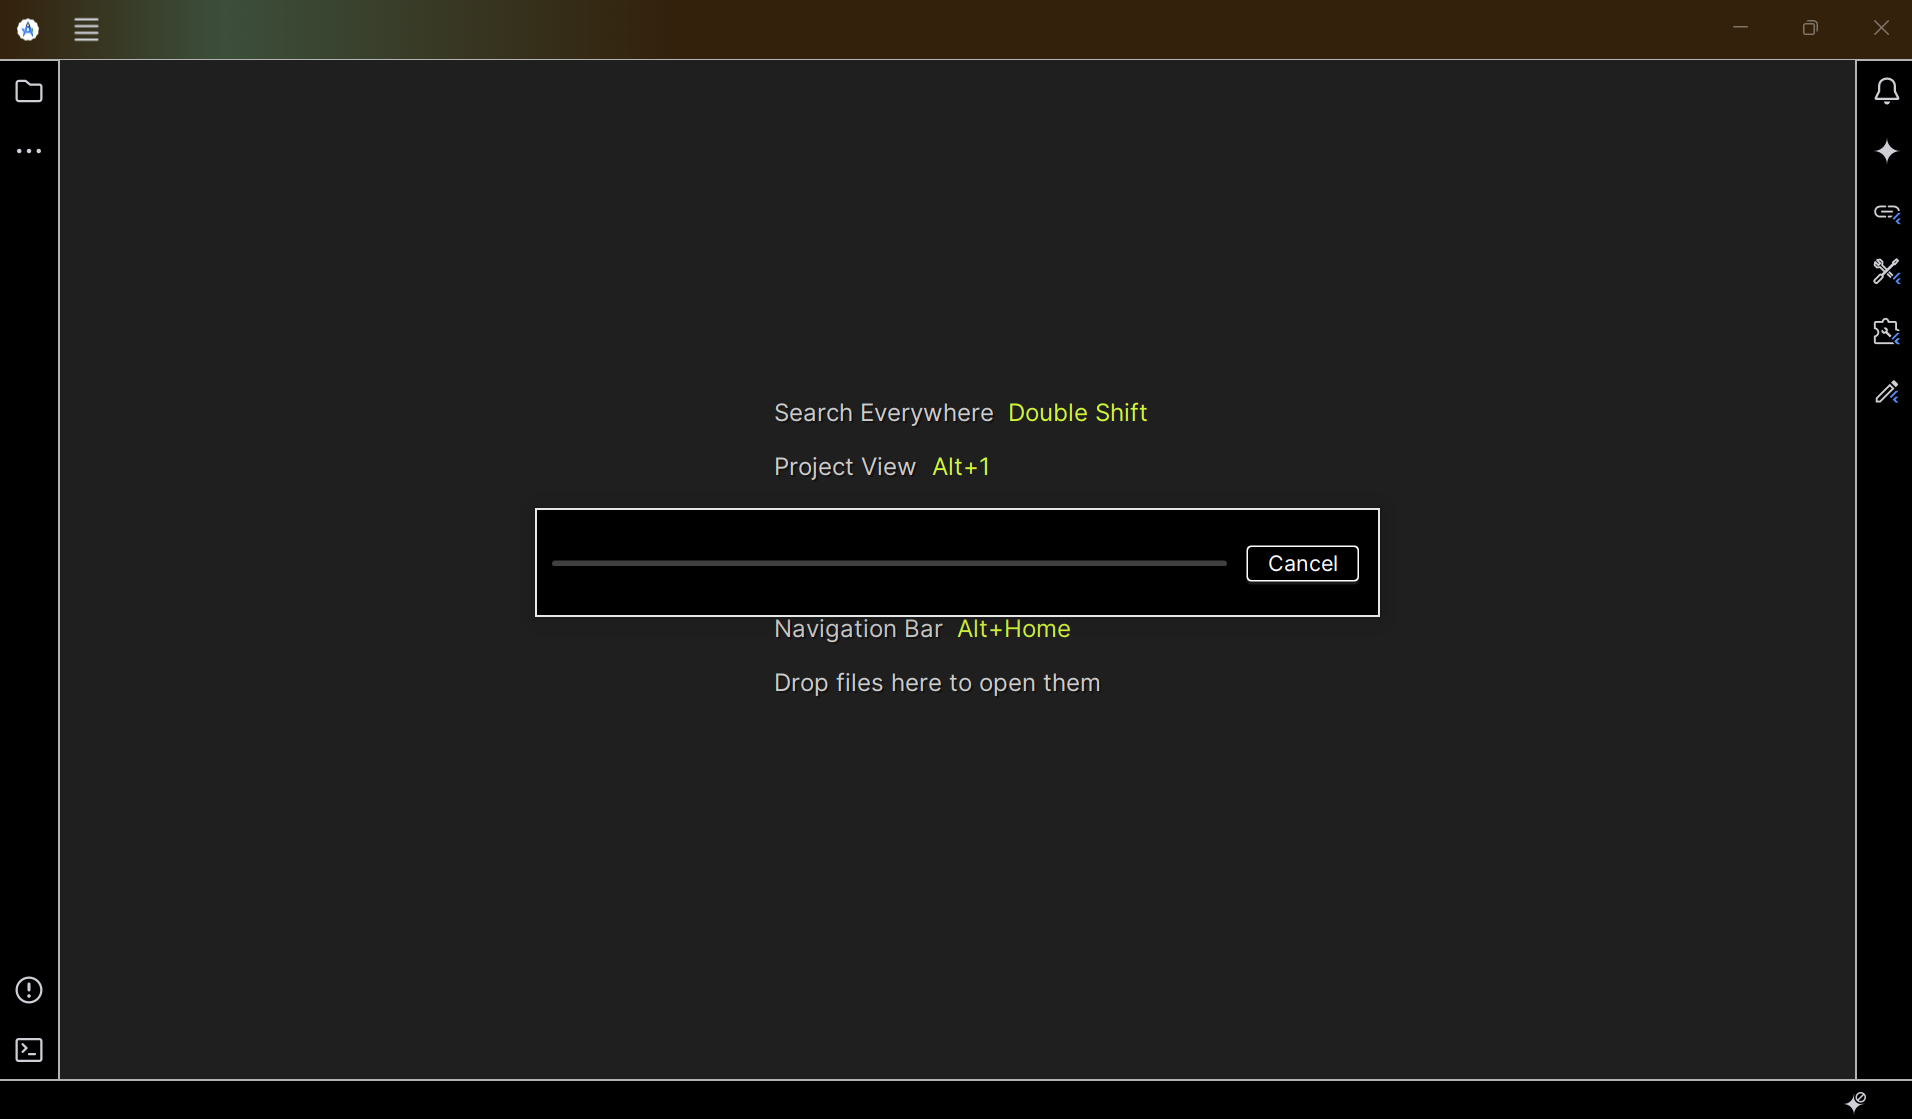 Search Everywhere Double Shift
Project View Alt+1
Cancel
Navigation Bar Alt+Home
Drop files here to open them